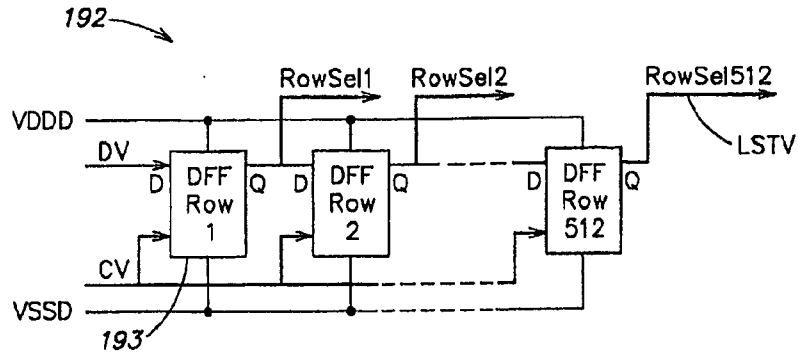 192
RowSel1
RowSel2
RowSel512
VDDD
LSTV
DV
D
DFF
Row
1
Q
D
DFF
Row
2
Q
D
DFF
Row
512
Q
CV
VSSD
193